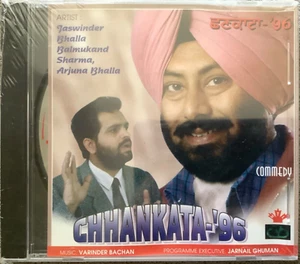 ARTIST
Jaswinder
Bhalla
Balmukand
Sharma,
Arjuna Bhalla
ਛਣਕਾਟਾ-'96
COMMEDY
CHHANKATA-'96
MUSIC: VARINDER BACHAN
PROGRAMME EXECUTIVE: JARNAIL GHUMAN